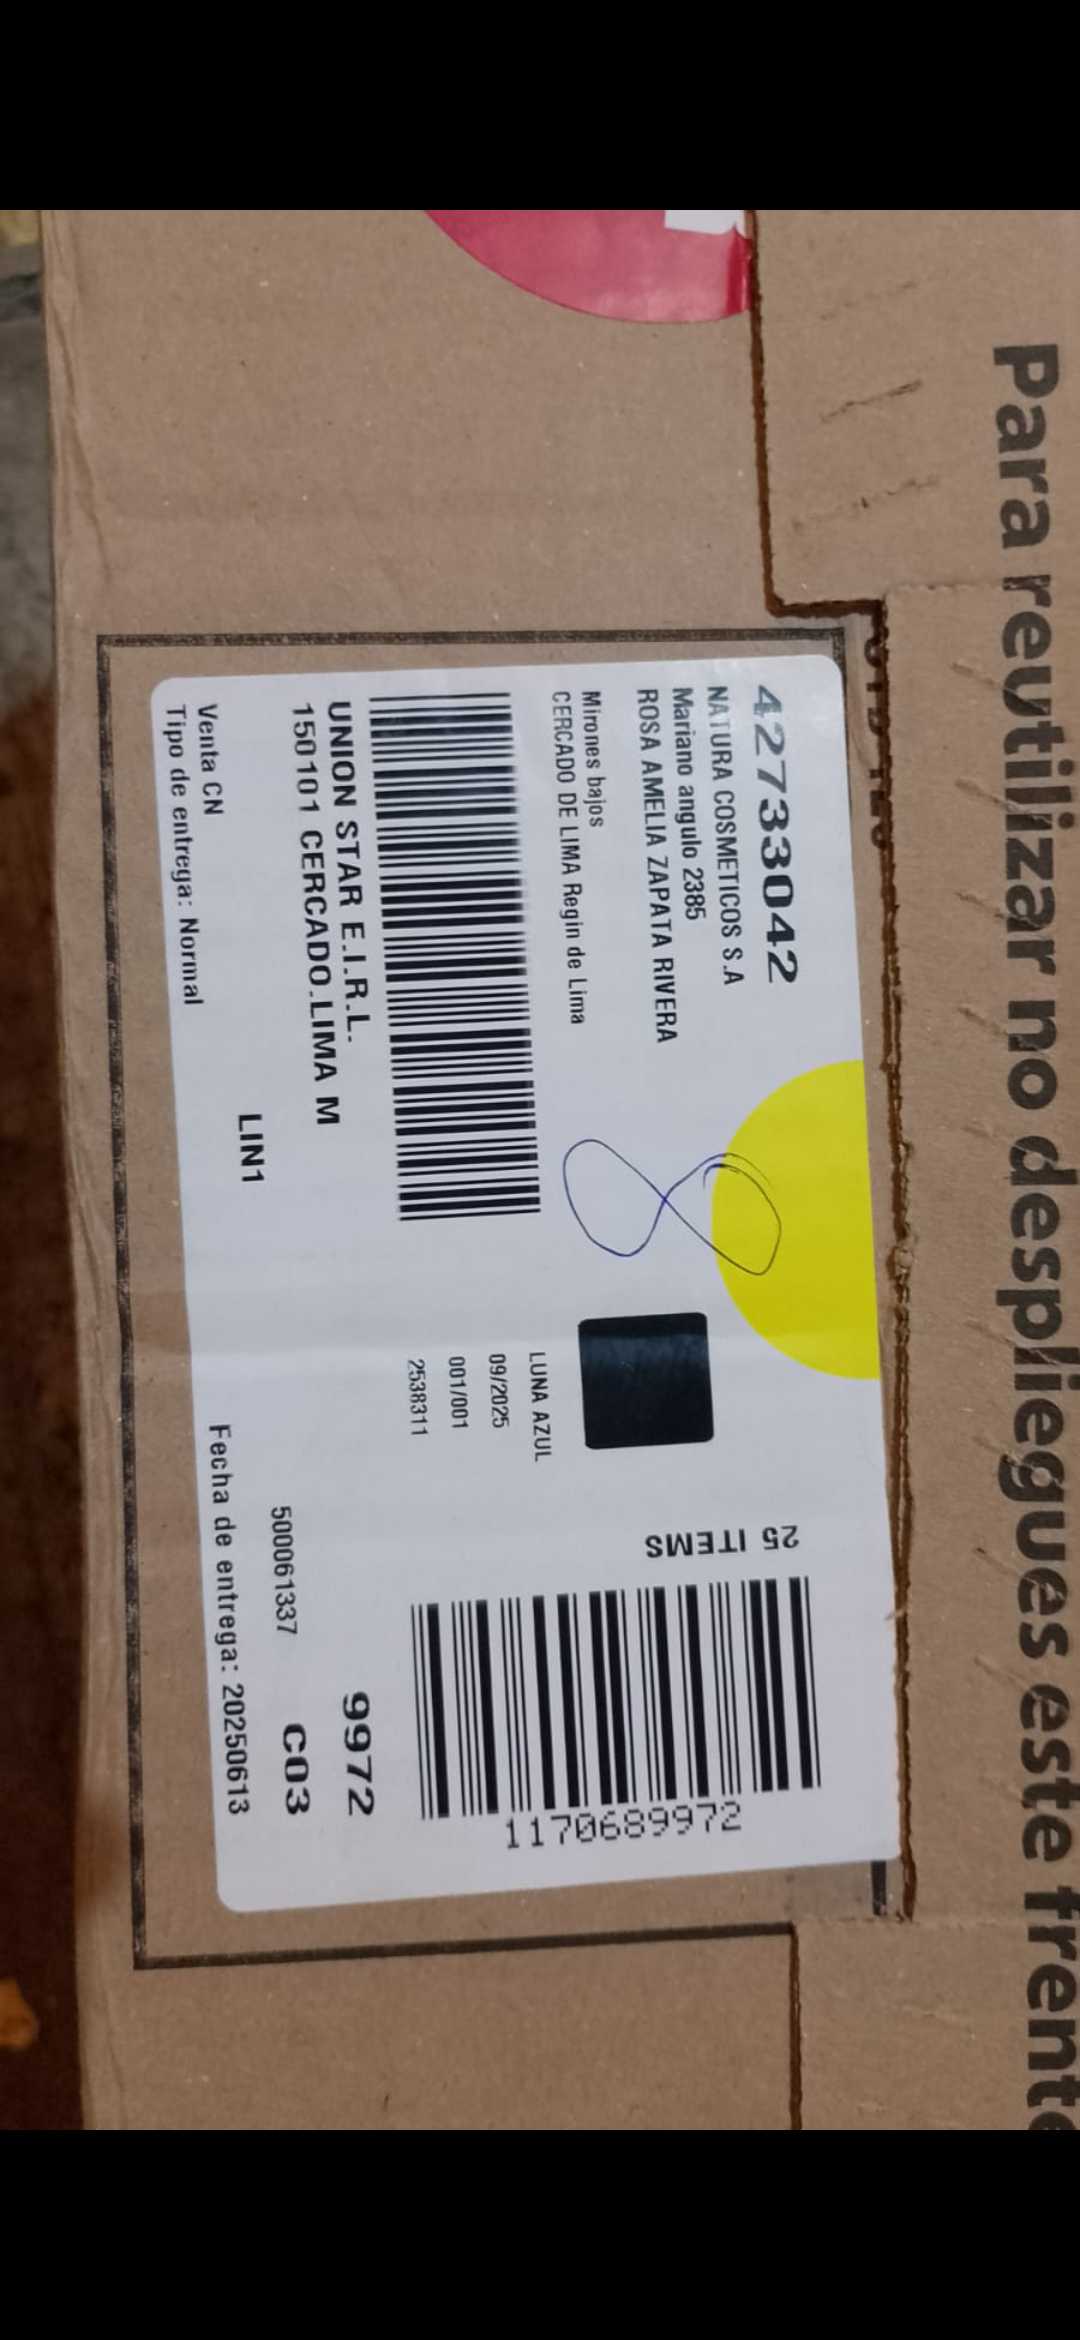 Para reutilizar no despliegues este frente
42733042
NATURA COSMETICOS S.A
Mariano angulo 2385
ROSA AMELIA ZAPATA RIVERA
Mirones bajos
CERCADO DE LIMA Regin de Lima
8
25 ITEMS
1170689972
LUNA AZUL
09/2025
001/001
2538311
UNION STAR E.I.R.L.
9972
150101 CERCADO.LIMA M
C03
LIN1
500061337
Venta CN
Tipo de entrega: Normal
Fecha de entrega: 20250613